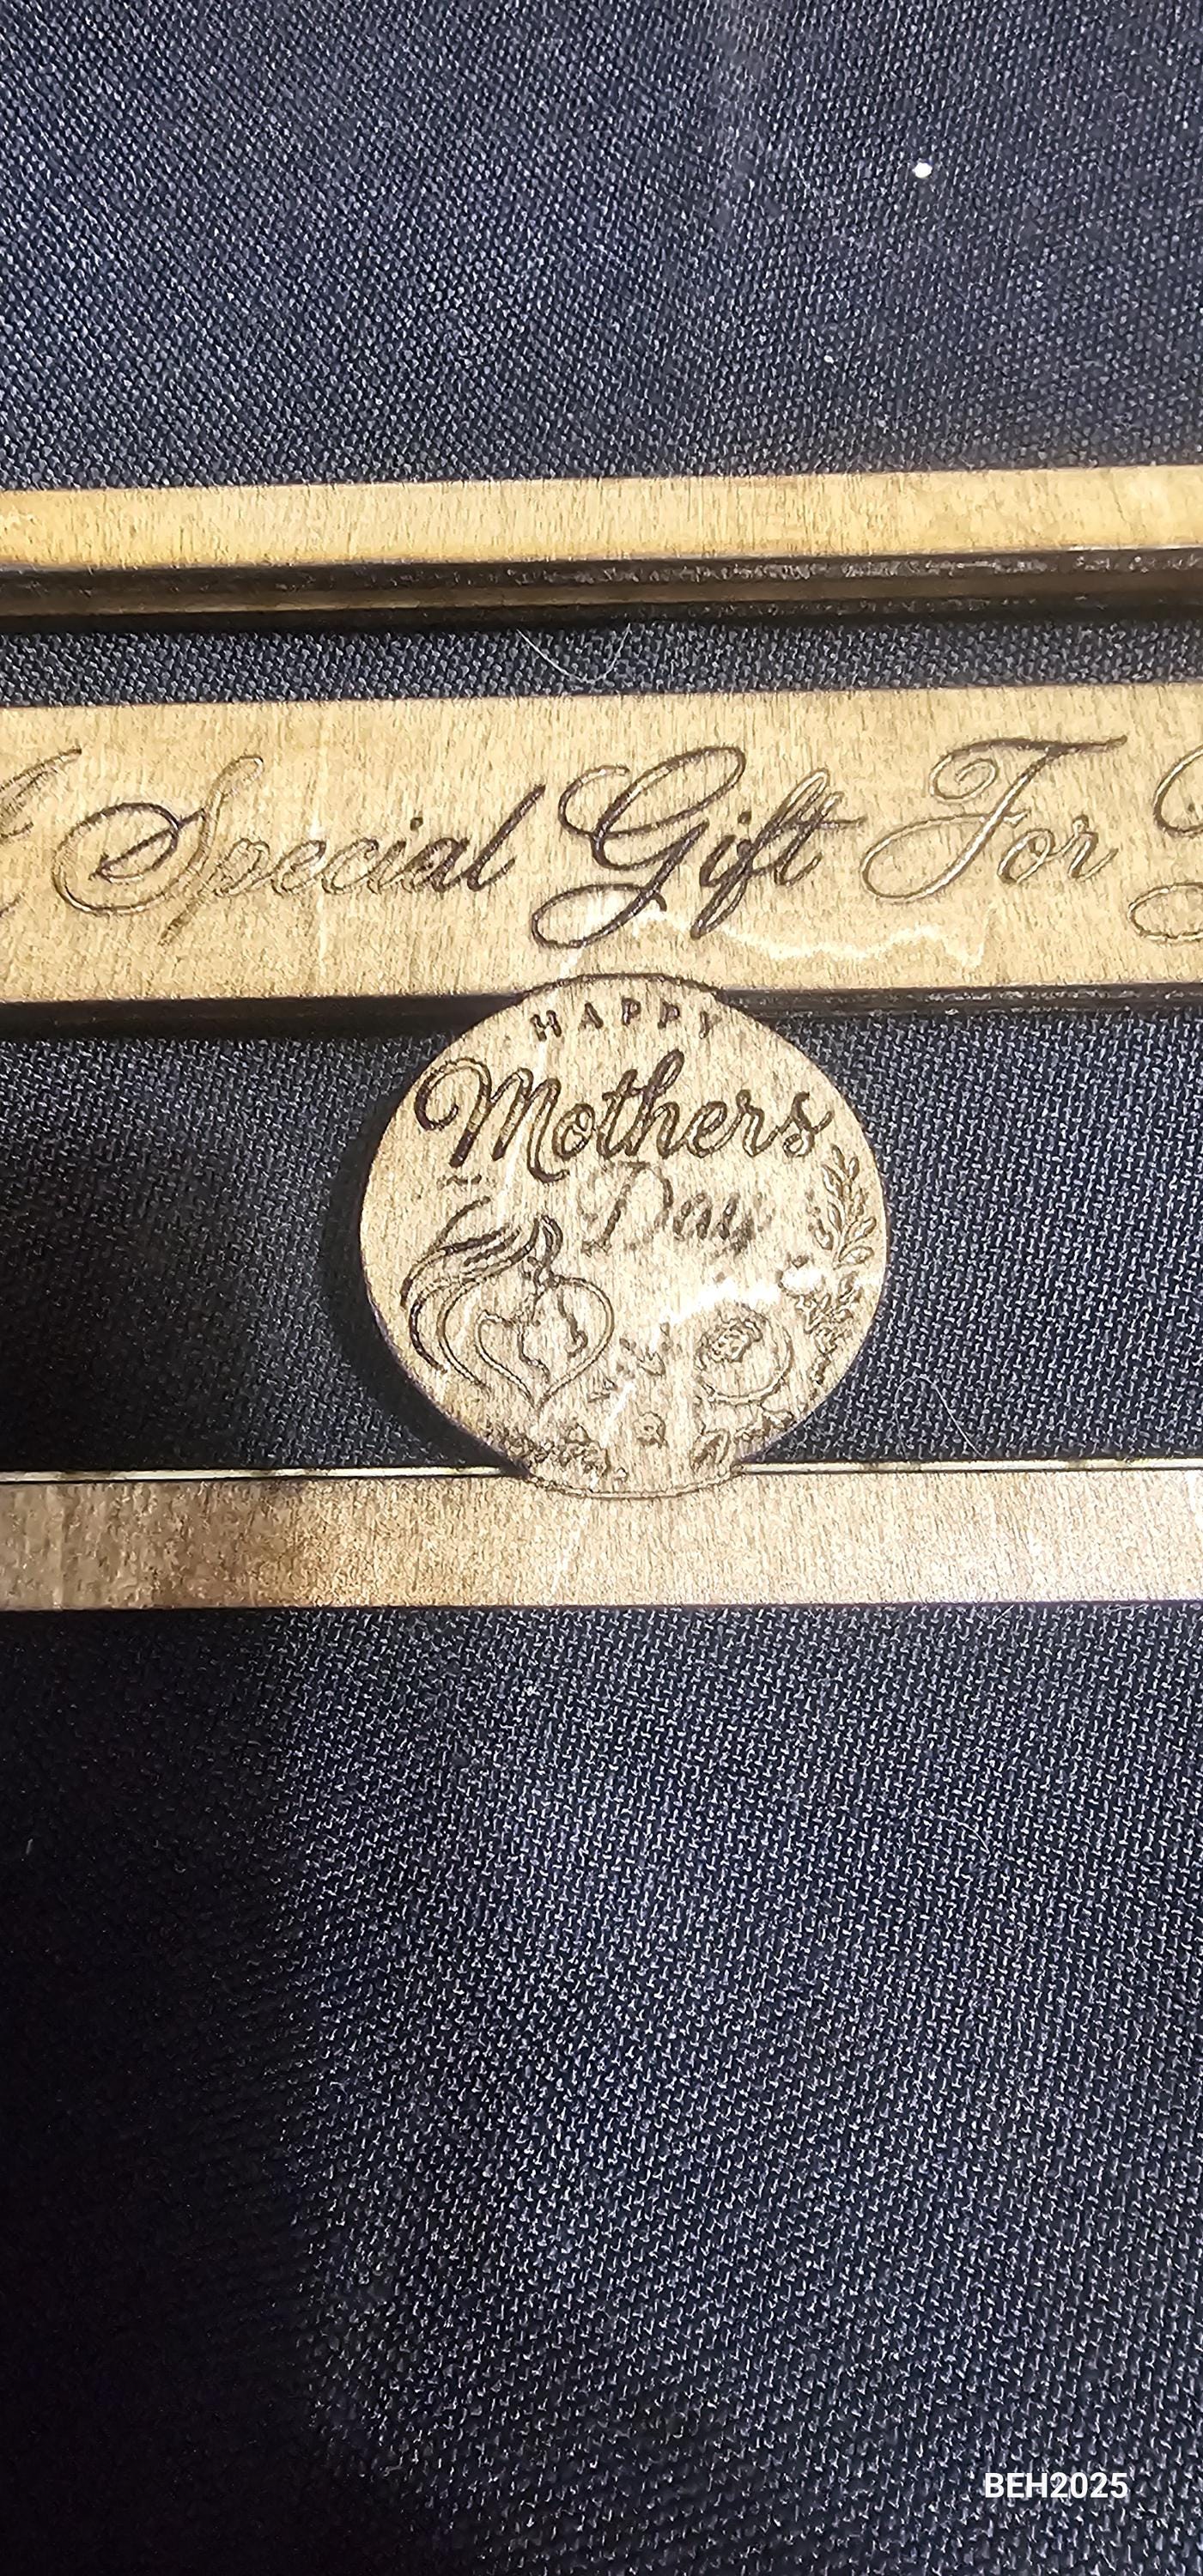 A Special Gift For
HAPPY
Mothers
Day
BEH2025